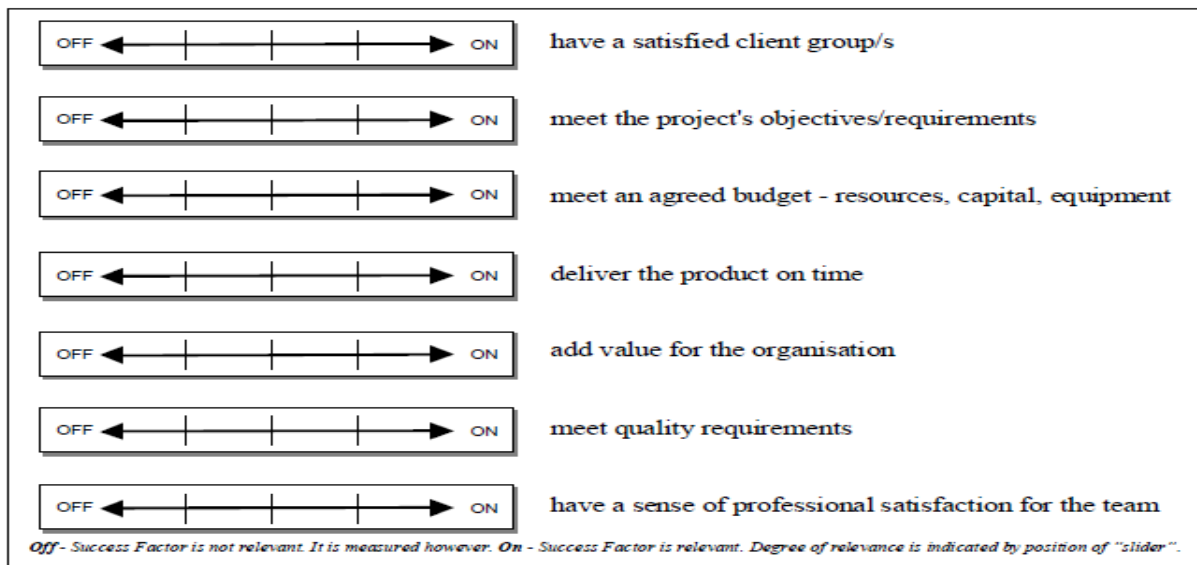 OFF ON have a satisfied client group/s
OFF ON meet the project's objectives/requirements
OFF ON meet an agreed budget - resources, capital, equipment
OFF ON deliver the product on time
OFF ON add value for the organisation
OFF ON meet quality requirements
OFF ON have a sense of professional satisfaction for the team
Off - Success Factor is not relevant. It is measured however. On - Success Factor is relevant. Degree of relevance is indicated by position of "slider".